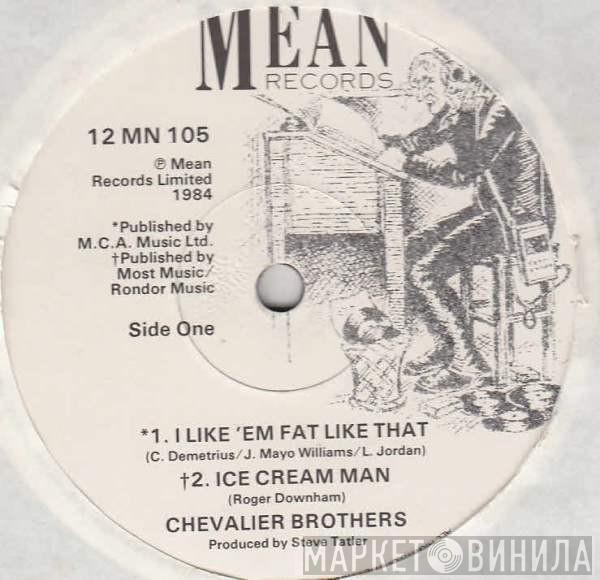 MEAN
RECORDS
12 MN 105
℗ Mean
Records Limited
1984
*Published by
M.C.A. Music Ltd.
†Published by
Most Music/
Rondor Music
Side One
*1. I LIKE 'EM FAT LIKE THAT
(C. Demetrius/J. Mayo Williams/L. Jordan)
†2. ICE CREAM MAN
(Roger Downham)
CHEVALIER BROTHERS
Produced by Steve Tatler
МАРКЕТ ВИНИЛА